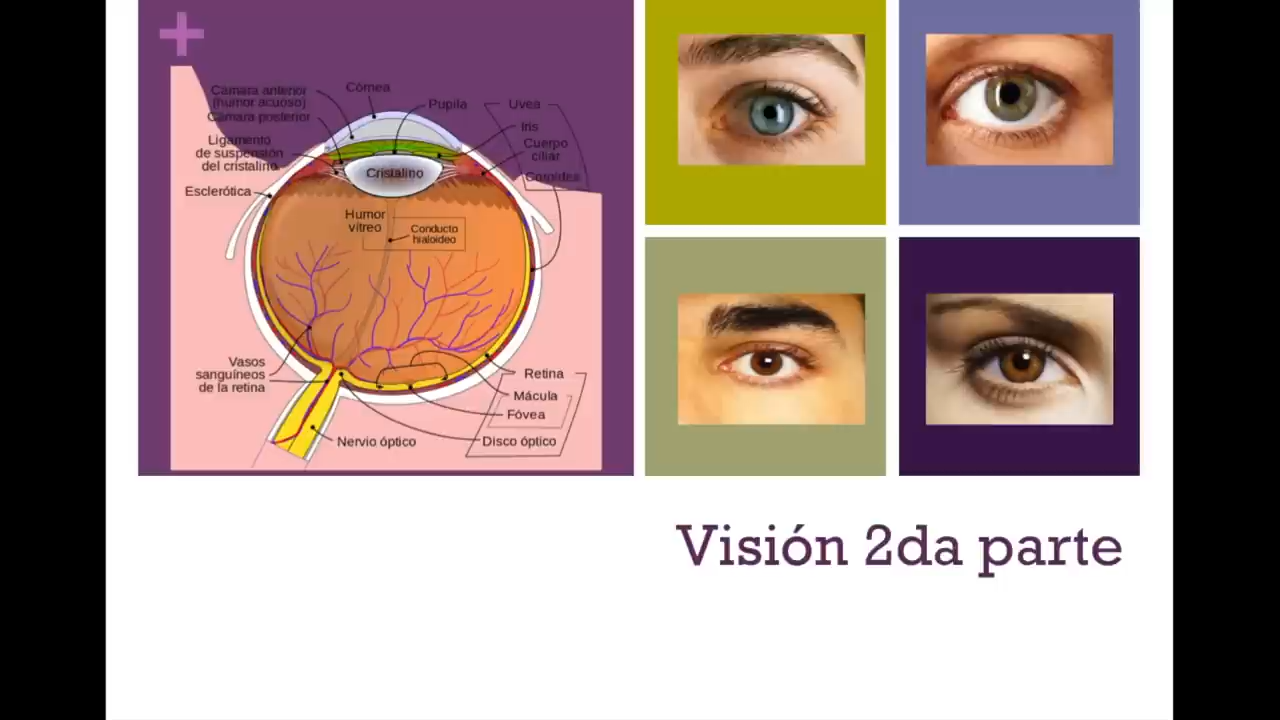 +
Cámara anterior
(humor acuoso)
Cámara posterior
Córnea
Pupila
Uvea
Iris
Cuerpo
ciliar
Coroides
Ligamento
de suspensión
del cristalino
Esclerótica
Cristalino
Humor
vítreo
Conducto
hialoideo
Vasos
sanguíneos
de la retina
Retina
Mácula
Fóvea
Nervio óptico
Disco óptico
Visión 2da parte